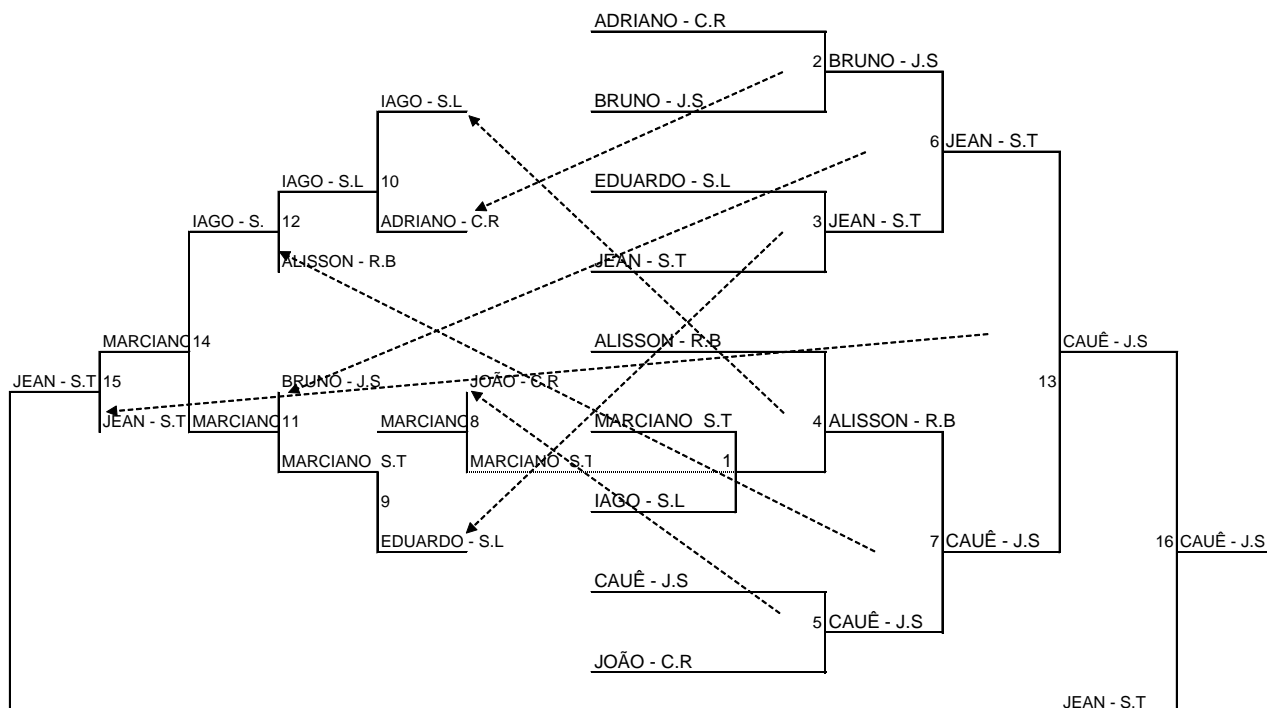 ADRIANO - C.R
2 BRUNO - J.S
IAGO - S.L
BRUNO - J.S
6 JEAN - S.T
IAGO - S.L
10
EDUARDO - S.L
IAGO - S.
12
ADRIANO - C.R
3 JEAN - S.T
ALISSON - R.B
JEAN - S.T
MARCIANO
14
ALISSON - R.B
CAUÊ - J.S
JEAN - S.T
15
BRUNO - J.S
JOÃO - C.R
13
JEAN - S.T
MARCIANO
11
MARCIANO
8
MARCIANO S.T
4 ALISSON - R.B
MARCIANO S.T
MARCIANO S.T
1
9
IAGO - S.L
EDUARDO - S.L
7 CAUÊ - J.S
16 CAUÊ - J.S
CAUÊ - J.S
5 CAUÊ - J.S
JOÃO - C.R
JEAN - S.T